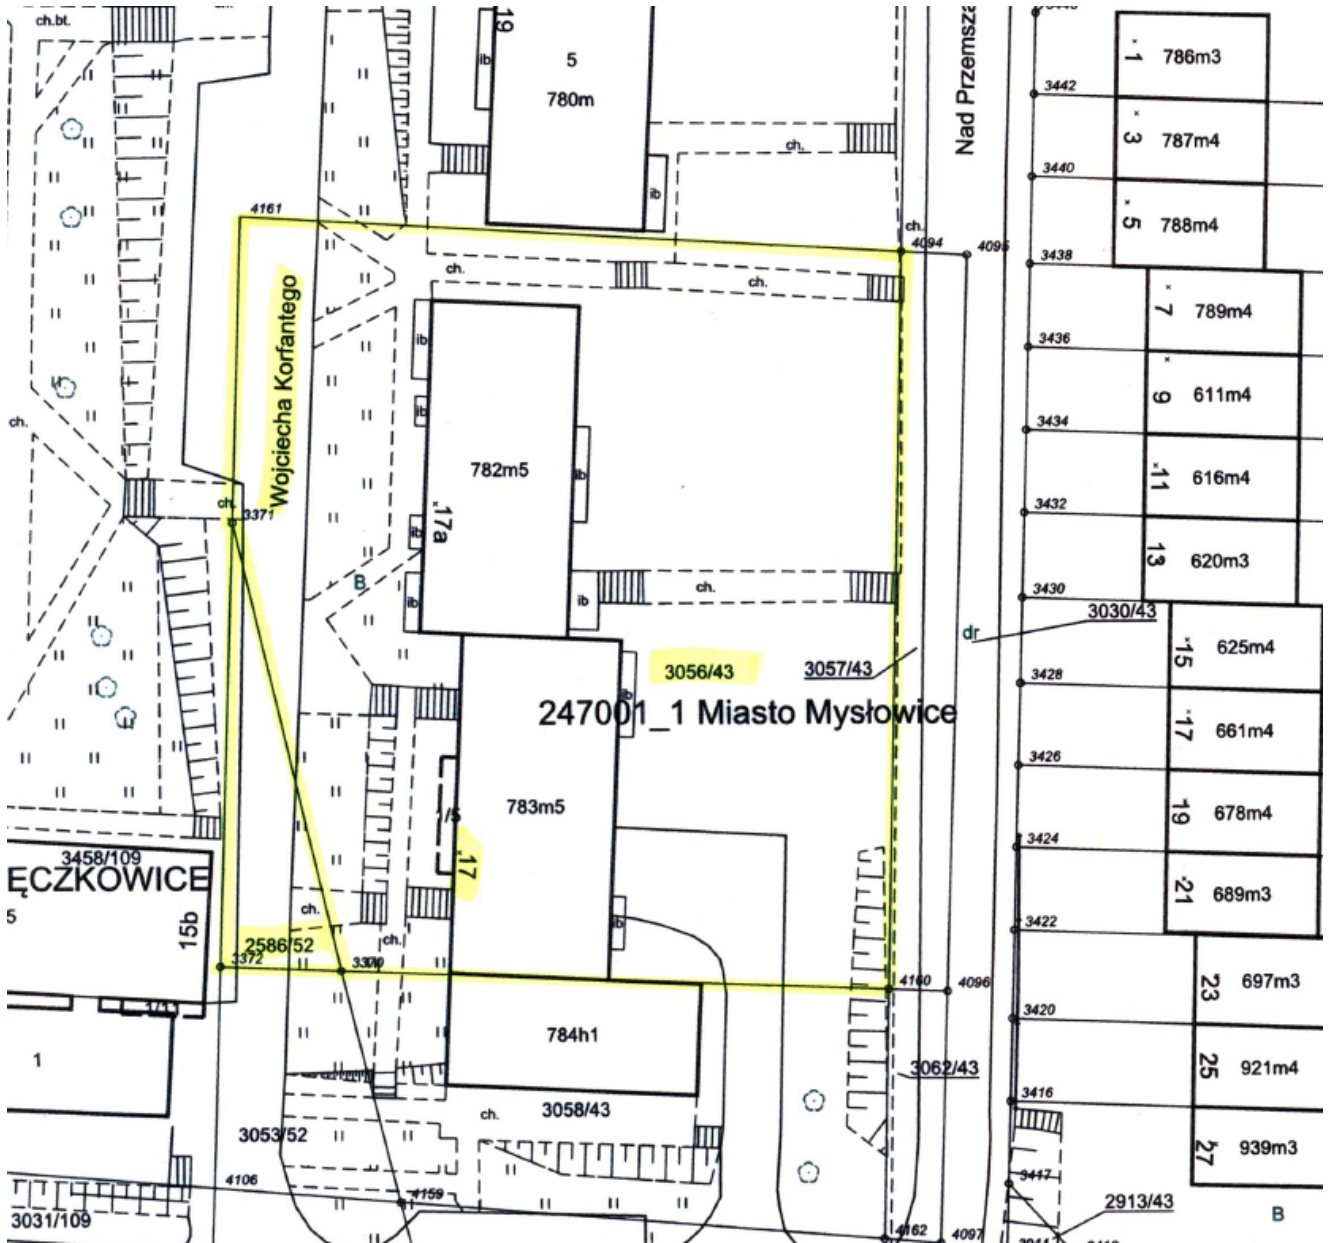 ch.bt.
19
5
780m
ib
ch.
ib
Nad Przemsz
3442
3440
3438
3436
3434
3432
3430
3428
3426
3424
3422
3420
3416
3417
1 786m3
3 787m4
5 788m4
7 789m4
9 611m4
11 616m4
13 620m3
15 625m4
17 661m4
19 678m4
21 689m3
23 697m3
25 921m4
27 939m3
4161
ch.
4094
4095
ch.
ch.
Wojciecha Korfantego
ib
ib
782m5
ib
17a
ib
ib
ib
ch.
ch.
ch.
3371
B
3030/43
dr
3056/43
3057/43
247001_1 Miasto Mysłowice
ib
783m5
1/5
17
ib
3458/109
ĘCZKOWICE
5
15b
ch.
ch.
2586/52
3372
4160
4096
1/11
1
784h1
3062/43
3058/43
ch.
3053/52
4106
4159
3031/109
4162
4097
2913/43
B